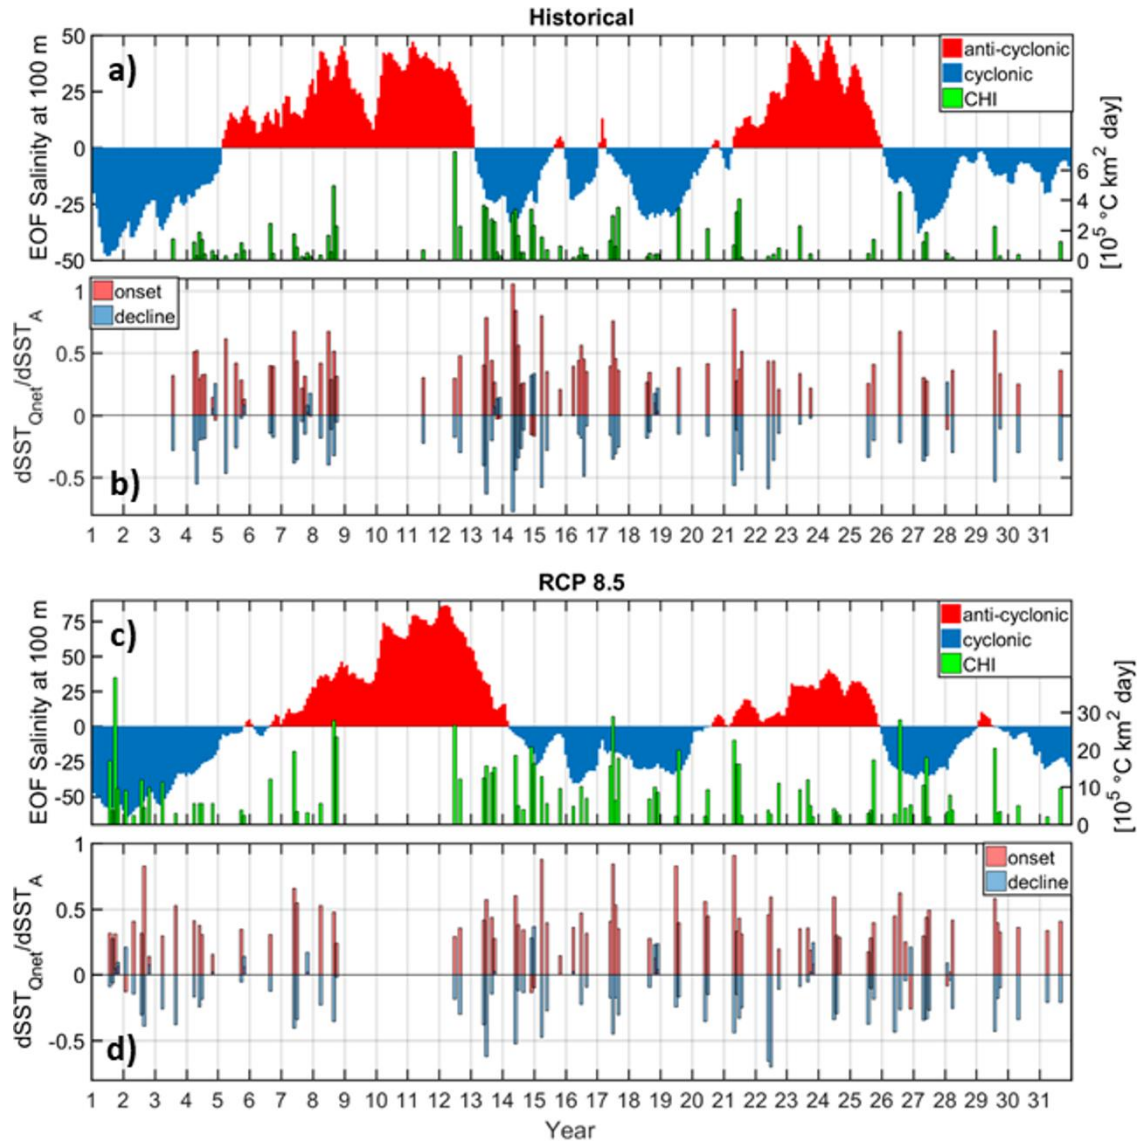 Historical
a)
50
25
0
-25
-50
EOF Salinity at 100 m
anti-cyclonic
cyclonic
CHI
6
4
2
0
[10⁵ °C km² day]
onset
decline
1
0.5
0
-0.5
dSST_Qnet/dSST_A
b)
1 2 3 4 5 6 7 8 9 10 11 12 13 14 15 16 17 18 19 20 21 22 23 24 25 26 27 28 29 30 31
RCP 8.5
c)
75
50
25
0
-25
-50
EOF Salinity at 100 m
anti-cyclonic
cyclonic
CHI
30
20
10
0
[10⁵ °C km² day]
onset
decline
1
0.5
0
-0.5
dSST_Qnet/dSST_A
d)
1 2 3 4 5 6 7 8 9 10 11 12 13 14 15 16 17 18 19 20 21 22 23 24 25 26 27 28 29 30 31
Year